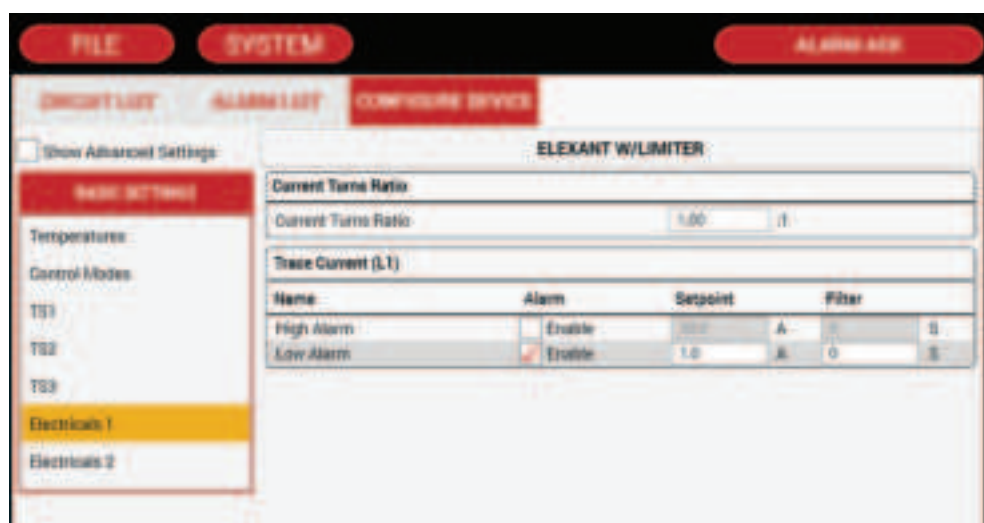 FILE SYSTEM ALARM ACK
CIRCUIT LIST ALARM LIST CONFIGURE DEVICE
Show Advanced Settings
ELEXANT W/LIMITER
BASIC SETTINGS
Temperatures
Control Modes
TS1
TS2
TS3
Electricals 1
Electricals 2
Current Turns Ratio
Current Turns Ratio 1.00 :1
Trace Current (L1)
Name Alarm Setpoint Filter
High Alarm Enable A S
Low Alarm Enable 1.0 A 0 S